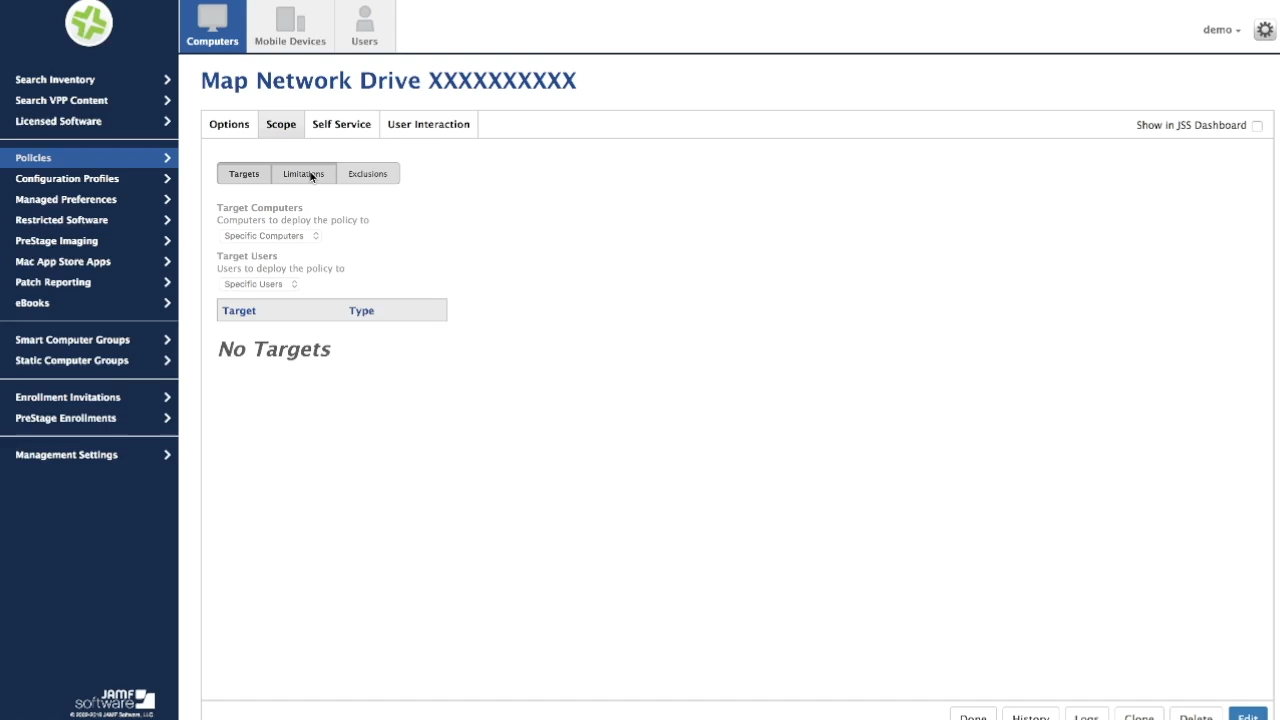 Computers
Mobile Devices
Users
demo
Search Inventory
Search VPP Content
Licensed Software
Policies
Configuration Profiles
Managed Preferences
Restricted Software
PreStage Imaging
Mac App Store Apps
Patch Reporting
eBooks
Smart Computer Groups
Static Computer Groups
Enrollment Invitations
PreStage Enrollments
Management Settings
JAMF
software
Map Network Drive XXXXXXXXXX
Options Scope Self Service User Interaction
Show in JSS Dashboard
Targets Limitations Exclusions
Target Computers
Computers to deploy the policy to
Specific Computers
Target Users
Users to deploy the policy to
Specific Users
Target Type
No Targets
Done History Logs Clone Delete Edit